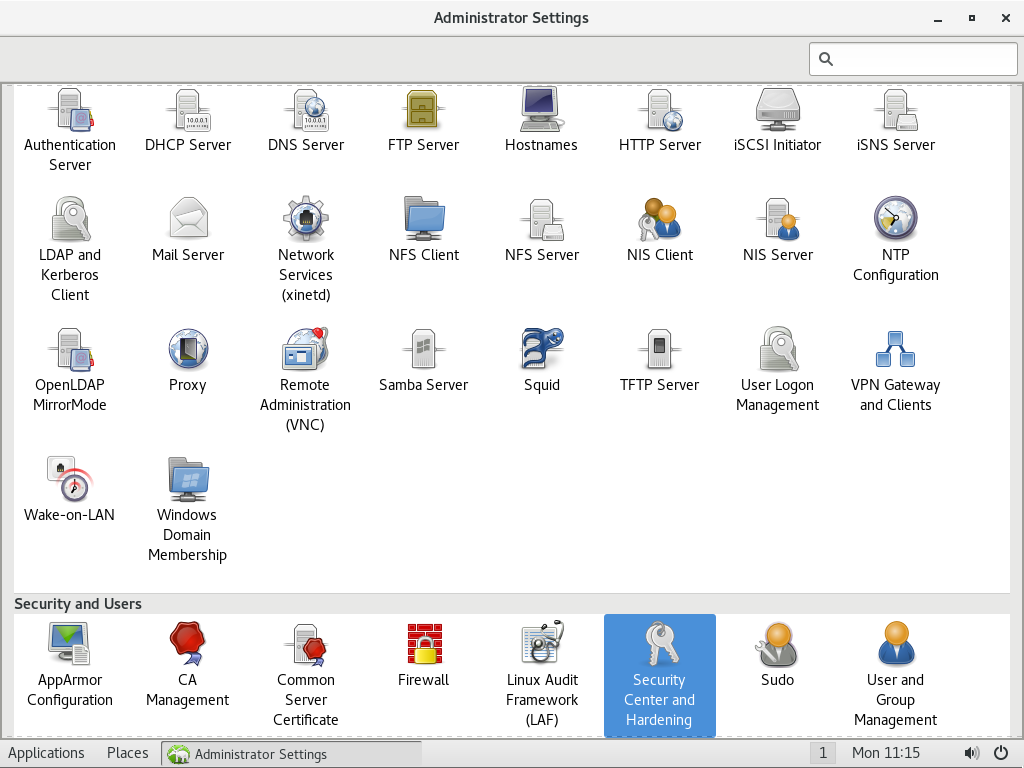 Administrator Settings
Authentication Server
DHCP Server
DNS Server
FTP Server
Hostnames
HTTP Server
iSCSI Initiator
iSNS Server
LDAP and Kerberos Client
Mail Server
Network Services (xinetd)
NFS Client
NFS Server
NIS Client
NIS Server
NTP Configuration
OpenLDAP MirrorMode
Proxy
Remote Administration (VNC)
Samba Server
Squid
TFTP Server
User Logon Management
VPN Gateway and Clients
Wake-on-LAN
Windows Domain Membership
Security and Users
AppArmor Configuration
CA Management
Common Server Certificate
Firewall
Linux Audit Framework (LAF)
Security Center and Hardening
Sudo
User and Group Management
Applications Places Administrator Settings 1 Mon 11:15